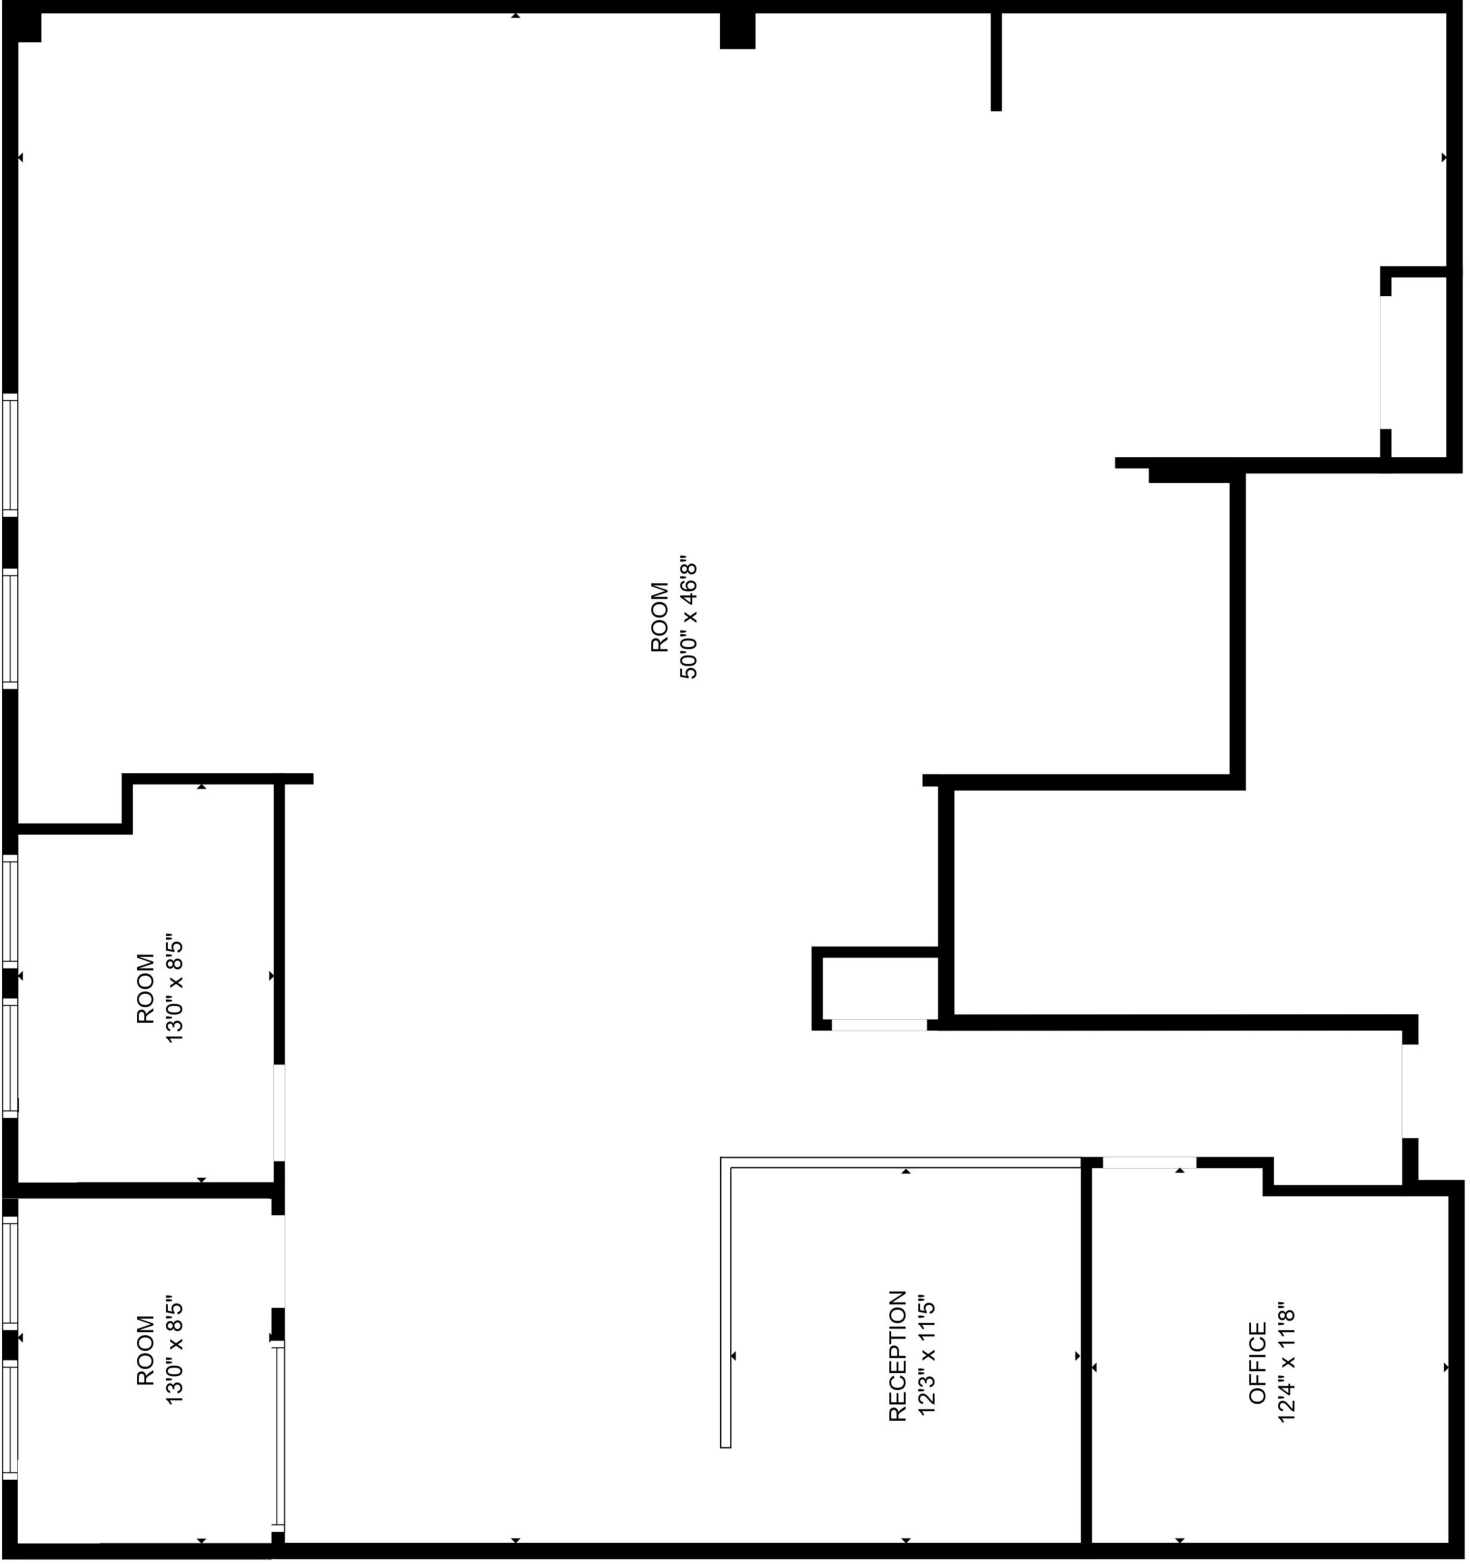 ROOM
50'0" x 46'8"
ROOM
13'0" x 8'5"
ROOM
13'0" x 8'5"
RECEPTION
12'3" x 11'5"
OFFICE
12'4" x 11'8"